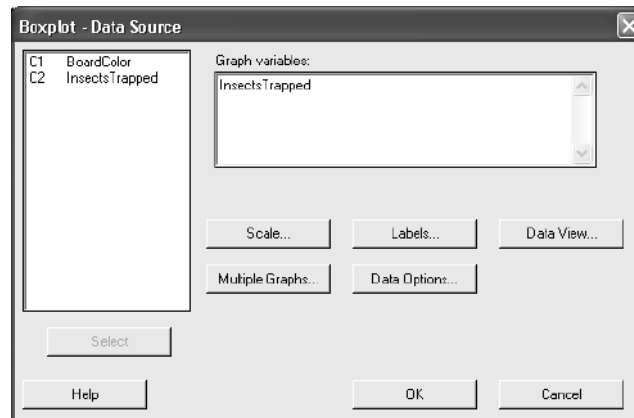 Boxplot - Data Source
C1 BoardColor
C2 InsectsTrapped
Graph variables:
InsectsTrapped
Scale... Labels... Data View...
Multiple Graphs... Data Options...
Select
Help OK Cancel